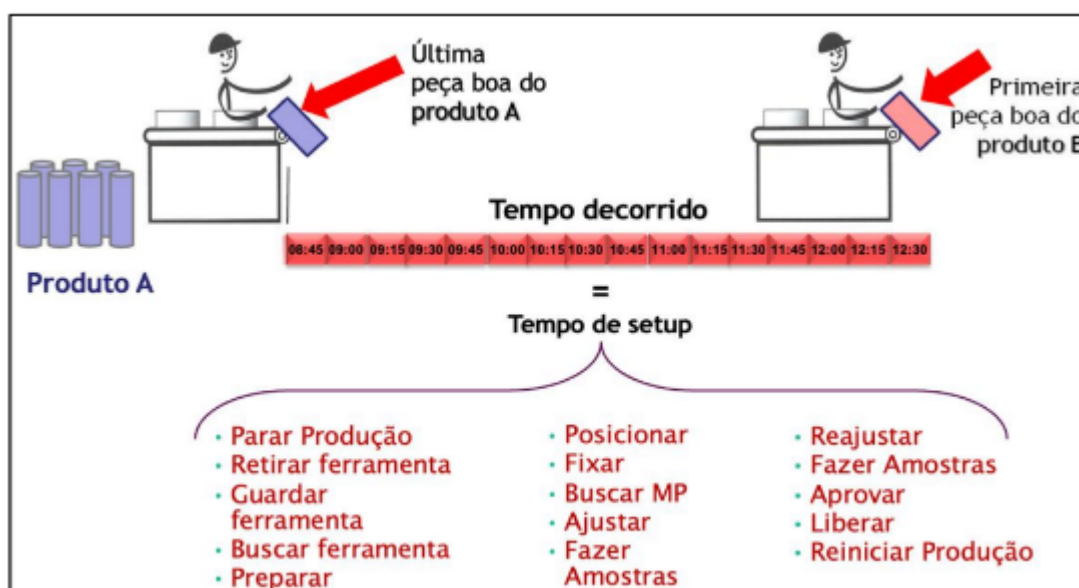 Última
peça boa do
produto A
Primeira
peça boa do
produto B
Tempo decorrido
08:45 09:00 09:15 09:30 09:45 10:00 10:15 10:30 10:45 11:00 11:15 11:30 11:45 12:00 12:15 12:30
Produto A
=
Tempo de setup
• Parar Produção
• Retirar ferramenta
• Guardar
ferramenta
• Buscar ferramenta
• Preparar
• Posicionar
• Fixar
• Buscar MP
• Ajustar
• Fazer
Amostras
• Reajustar
• Fazer Amostras
• Aprovar
• Liberar
• Reiniciar Produção